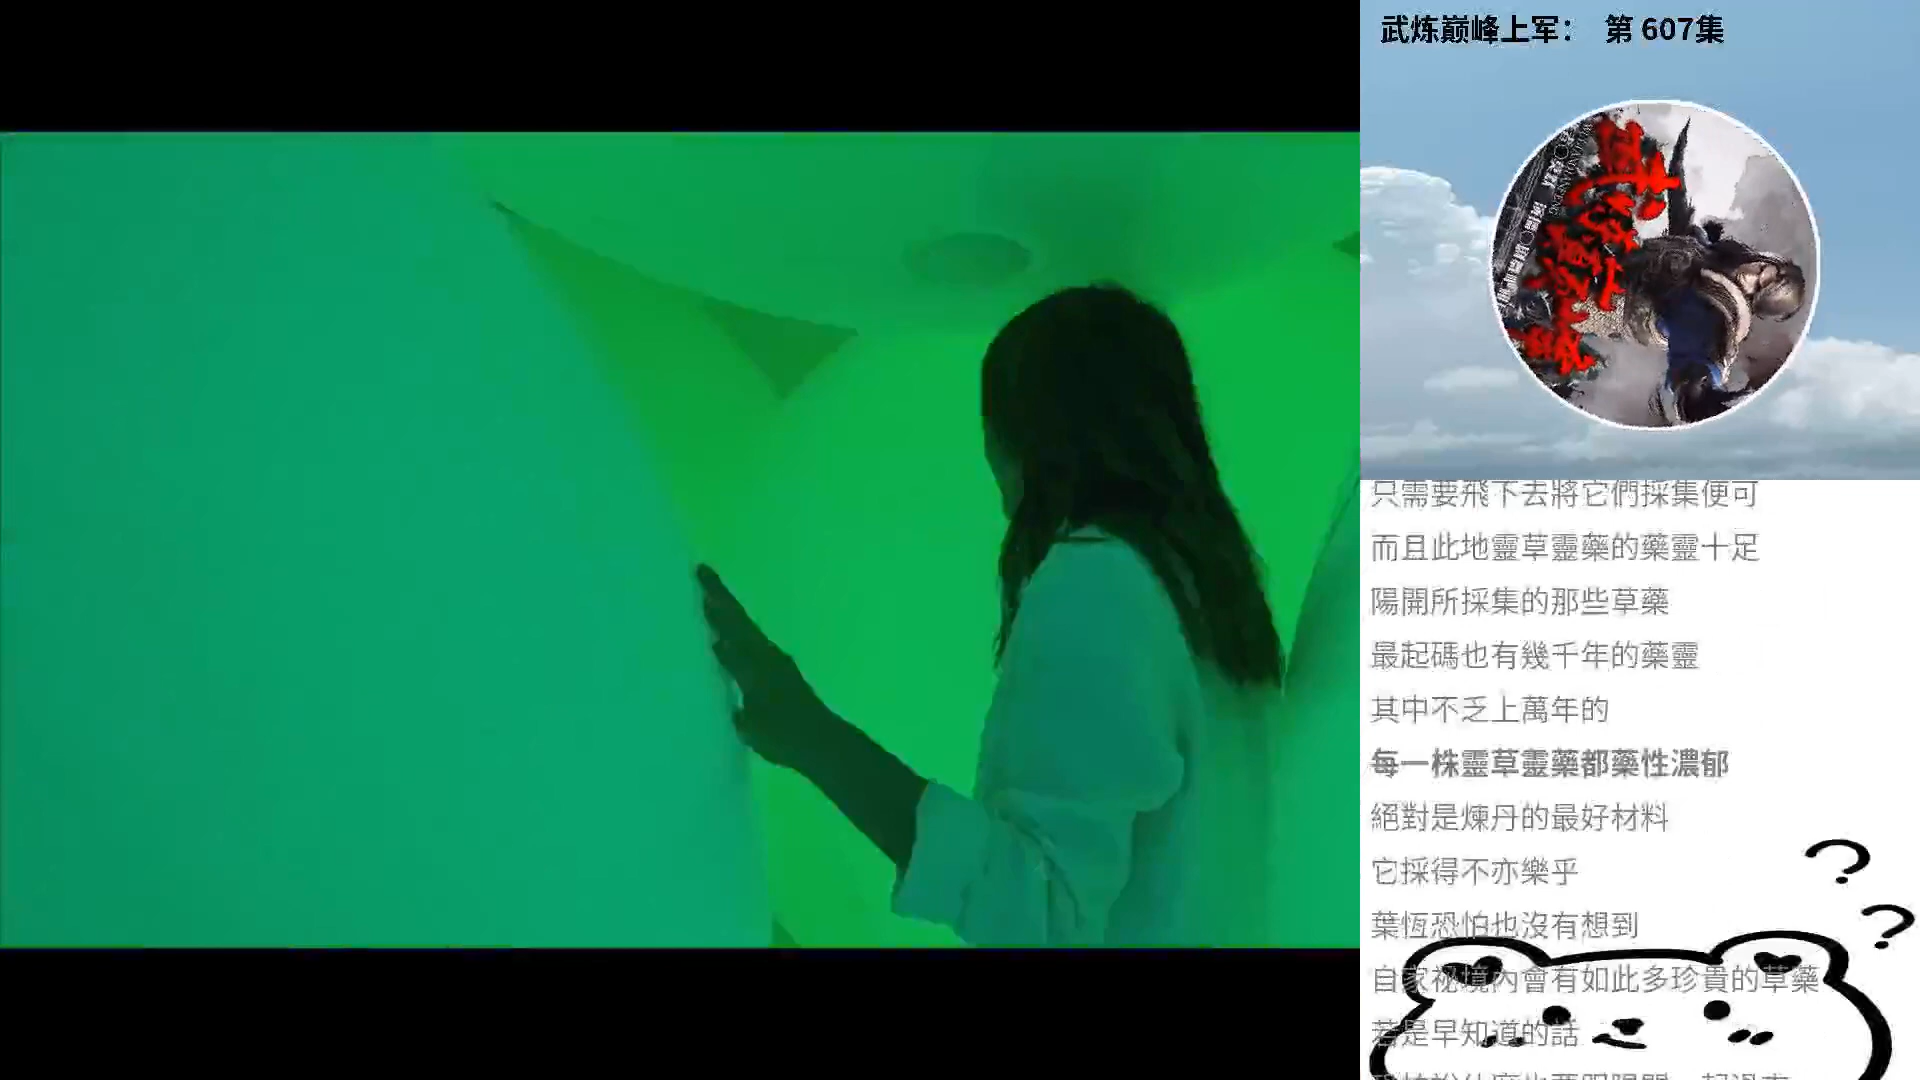 武炼巅峰上军： 第 607集
只需要飛下去將它們採集便可
而且此地靈草靈藥的藥靈十足
陽開所採集的那些草藥
最起碼也有幾千年的藥靈
其中不乏上萬年的
每一株靈草靈藥都藥性濃郁
絕對是煉丹的最好材料
它採得不亦樂乎
葉恆恐怕也沒有想到
自家祕境內會有如此多珍貴的草藥
若是早知道的話
?
?